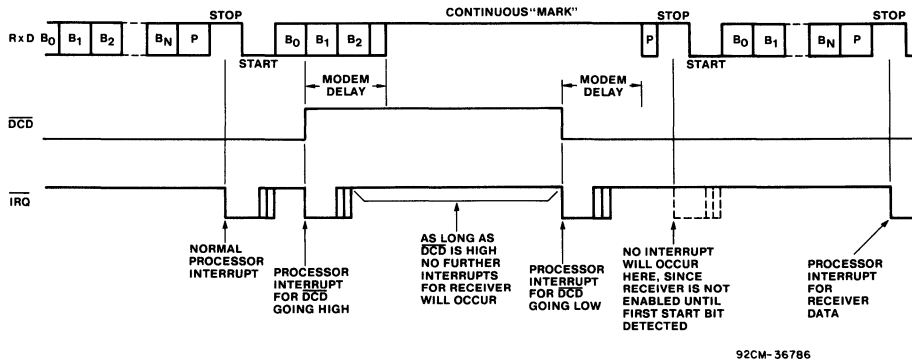 STOP
CONTINUOUS "MARK"
STOP
STOP
RxD B0 B1 B2 BN P B0 B1 B2 P B0 B1 BN P
START
START
MODEM
DELAY
MODEM
DELAY
DCD
IRQ
NORMAL
PROCESSOR
INTERRUPT
PROCESSOR
INTERRUPT
FOR DCD
GOING HIGH
AS LONG AS
DCD IS HIGH
NO FURTHER
INTERRUPTS
FOR RECEIVER
WILL OCCUR
PROCESSOR
INTERRUPT
FOR DCD
GOING LOW
NO INTERRUPT
WILL OCCUR
HERE, SINCE
RECEIVER IS NOT
ENABLED UNTIL
FIRST START BIT
DETECTED
PROCESSOR
INTERRUPT
FOR
RECEIVER
DATA
92CM-36786